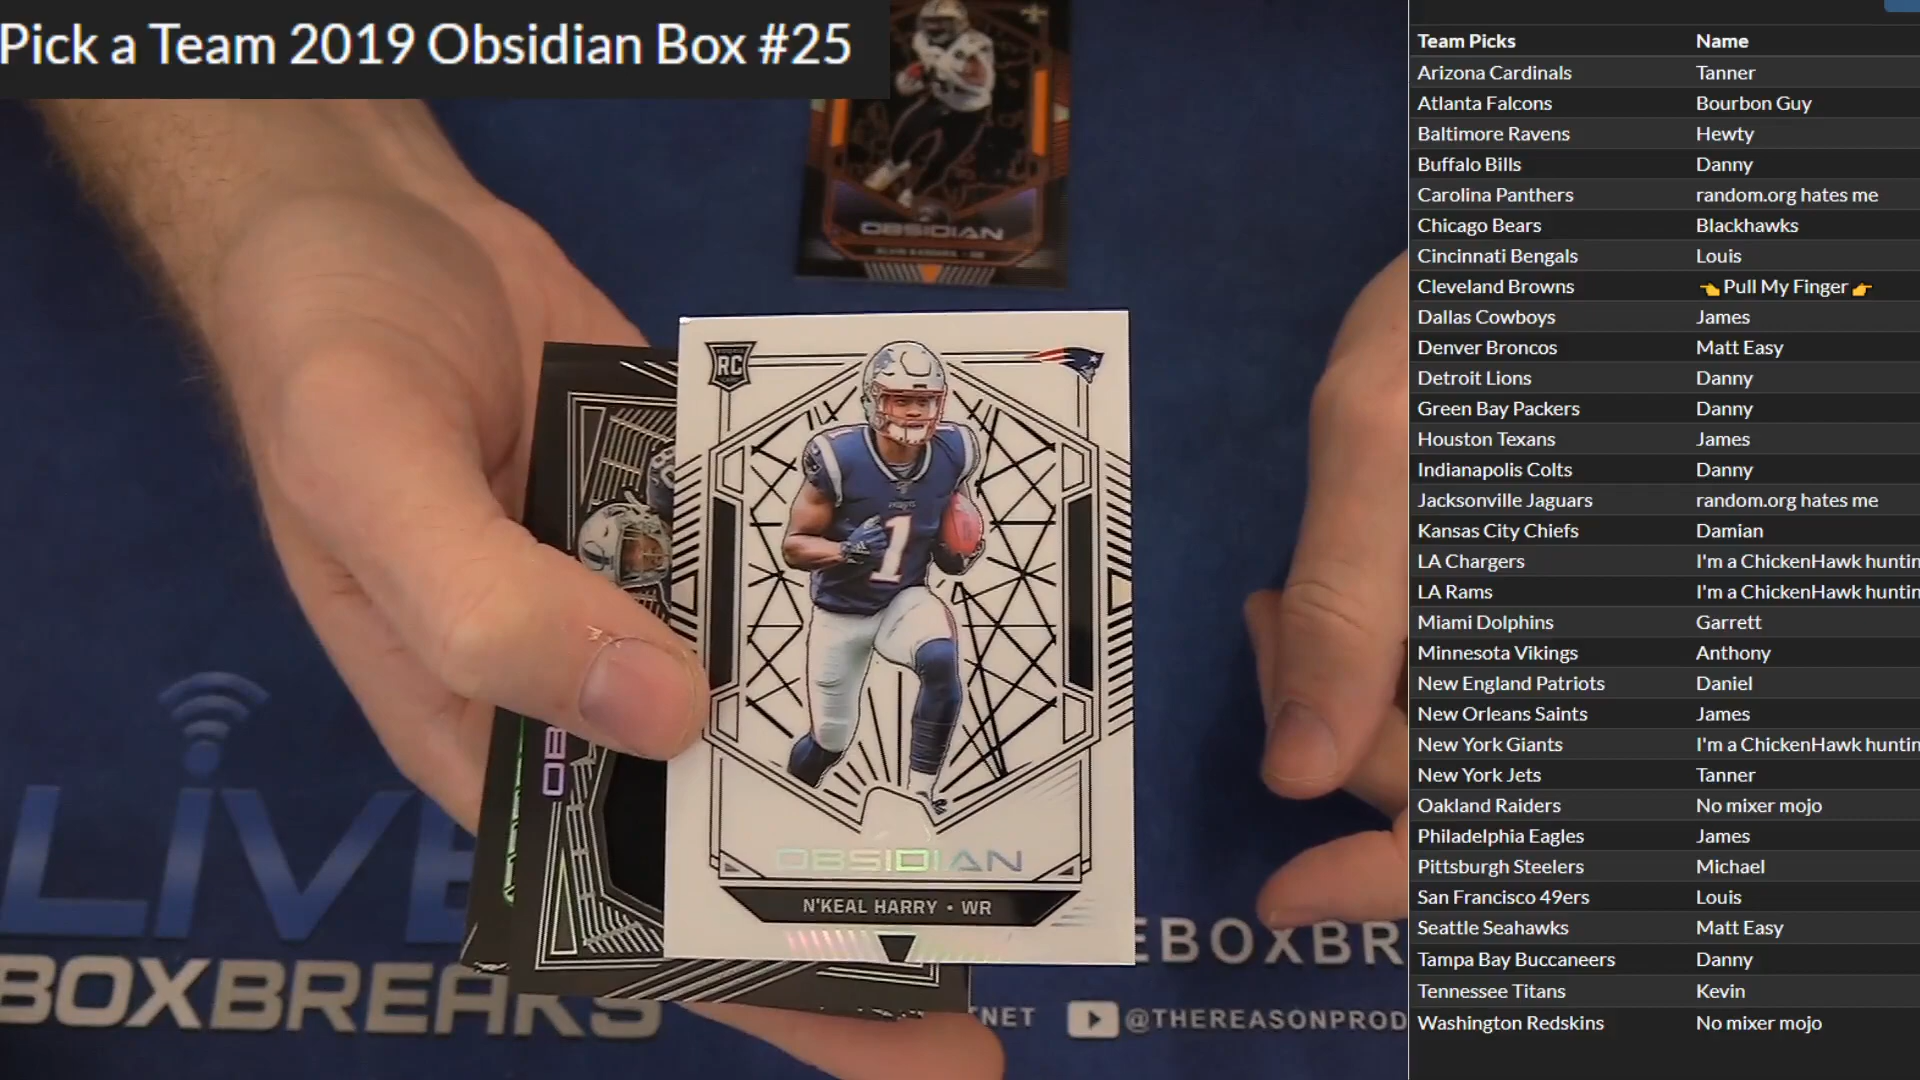 Pick a Team 2019 Obsidian Box #25
OBSIDIAN
RC
1
OBSIDIAN
N'KEAL HARRY • WR
OB
LIVE
BOXBREAKS
EBOXBR
@THEREASONPROD
Team Picks Name
Arizona Cardinals Tanner
Atlanta Falcons Bourbon Guy
Baltimore Ravens Hewty
Buffalo Bills Danny
Carolina Panthers random.org hates me
Chicago Bears Blackhawks
Cincinnati Bengals Louis
Cleveland Browns 👈 Pull My Finger 👉
Dallas Cowboys James
Denver Broncos Matt Easy
Detroit Lions Danny
Green Bay Packers Danny
Houston Texans James
Indianapolis Colts Danny
Jacksonville Jaguars random.org hates me
Kansas City Chiefs Damian
LA Chargers I'm a ChickenHawk huntin
LA Rams I'm a ChickenHawk huntin
Miami Dolphins Garrett
Minnesota Vikings Anthony
New England Patriots Daniel
New Orleans Saints James
New York Giants I'm a ChickenHawk huntin
New York Jets Tanner
Oakland Raiders No mixer mojo
Philadelphia Eagles James
Pittsburgh Steelers Michael
San Francisco 49ers Louis
Seattle Seahawks Matt Easy
Tampa Bay Buccaneers Danny
Tennessee Titans Kevin
Washington Redskins No mixer mojo